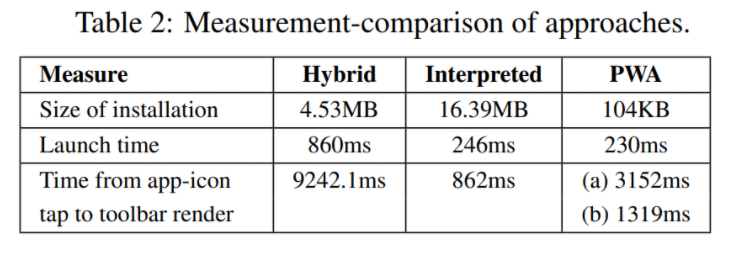 Table 2: Measurement-comparison of approaches.
Measure Hybrid Interpreted PWA
Size of installation 4.53MB 16.39MB 104KB
Launch time 860ms 246ms 230ms
Time from app-icon 9242.1ms 862ms (a) 3152ms
tap to toolbar render (b) 1319ms